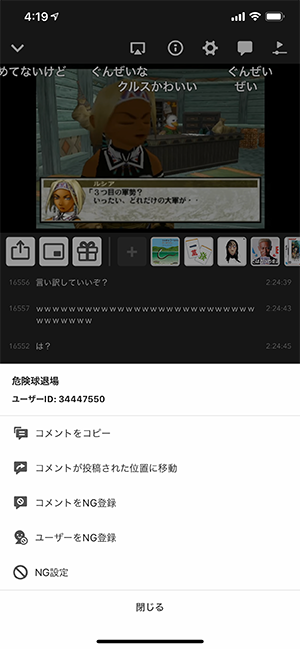 4:19
めてないけど ぐんぜいな ぐんぜい
クルスかわいい ぜい
ルシア
「3つ目の軍勢?
いったい、どれだけの大軍が・・
16556 言い訳していいぞ? 2:24:39
16557 wwwwwwwwwwwwwwwwwwwwwwwwww 2:24:43
wwwwwww
16552 は? 2:24:45
危険球退場
ユーザーID: 34447550
コメントをコピー
コメントが投稿された位置に移動
コメントをNG登録
ユーザーをNG登録
NG設定
閉じる